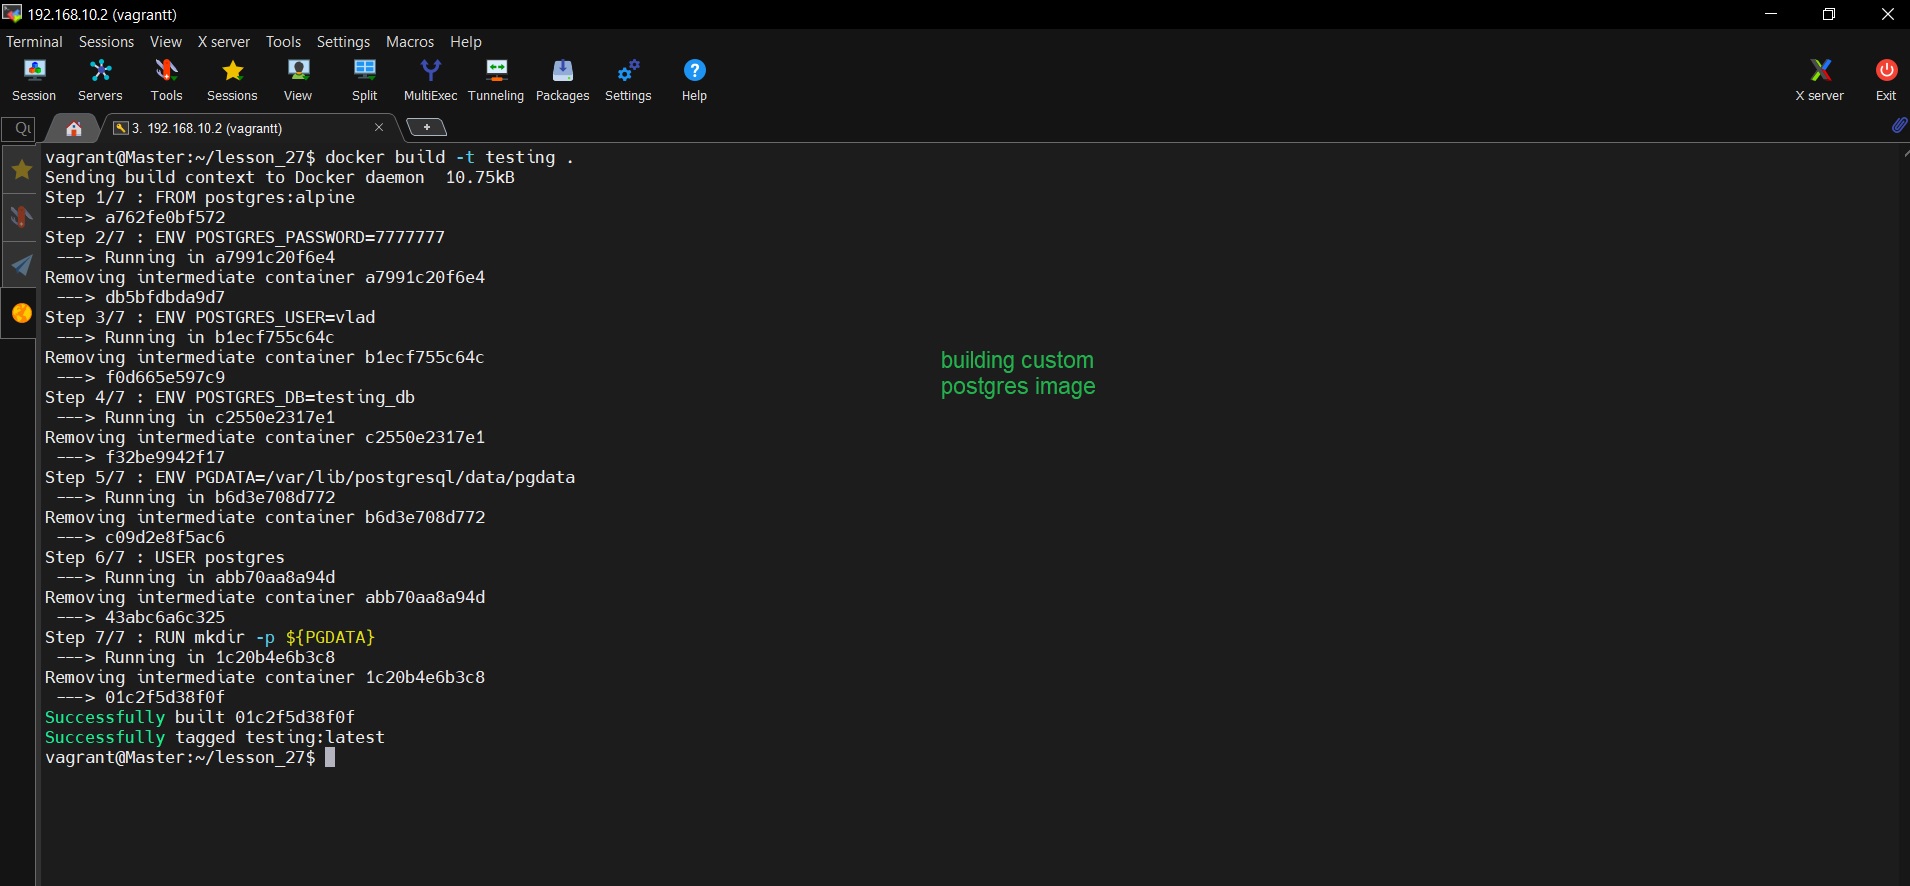 192.168.10.2 (vagrantt)
Terminal Sessions View X server Tools Settings Macros Help
Session Servers Tools Sessions View Split MultiExec Tunneling Packages Settings Help X server Exit
3. 192.168.10.2 (vagrantt)
vagrant@Master:~/lesson_27$ docker build -t testing .
Sending build context to Docker daemon  10.75kB
Step 1/7 : FROM postgres:alpine
 ---> a762fe0bf572
Step 2/7 : ENV POSTGRES_PASSWORD=7777777
 ---> Running in a7991c20f6e4
Removing intermediate container a7991c20f6e4
 ---> db5bfdbda9d7
Step 3/7 : ENV POSTGRES_USER=vlad
 ---> Running in b1ecf755c64c
Removing intermediate container b1ecf755c64c
 ---> f0d665e597c9
Step 4/7 : ENV POSTGRES_DB=testing_db
 ---> Running in c2550e2317e1
Removing intermediate container c2550e2317e1
 ---> f32be9942f17
Step 5/7 : ENV PGDATA=/var/lib/postgresql/data/pgdata
 ---> Running in b6d3e708d772
Removing intermediate container b6d3e708d772
 ---> c09d2e8f5ac6
Step 6/7 : USER postgres
 ---> Running in abb70aa8a94d
Removing intermediate container abb70aa8a94d
 ---> 43abc6a6c325
Step 7/7 : RUN mkdir -p ${PGDATA}
 ---> Running in 1c20b4e6b3c8
Removing intermediate container 1c20b4e6b3c8
 ---> 01c2f5d38f0f
Successfully built 01c2f5d38f0f
Successfully tagged testing:latest
vagrant@Master:~/lesson_27$
building custom
postgres image